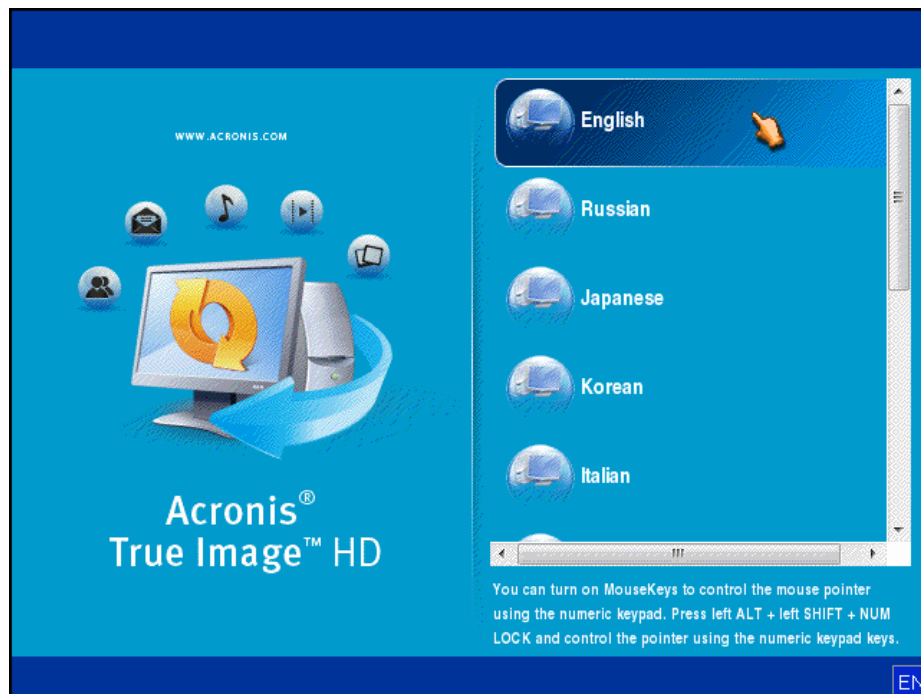 WWW.ACRONIS.COM
Acronis®
True Image™ HD
English
Russian
Japanese
Korean
Italian
You can turn on MouseKeys to control the mouse pointer
using the numeric keypad. Press left ALT + left SHIFT + NUM
LOCK and control the pointer using the numeric keypad keys.
EN